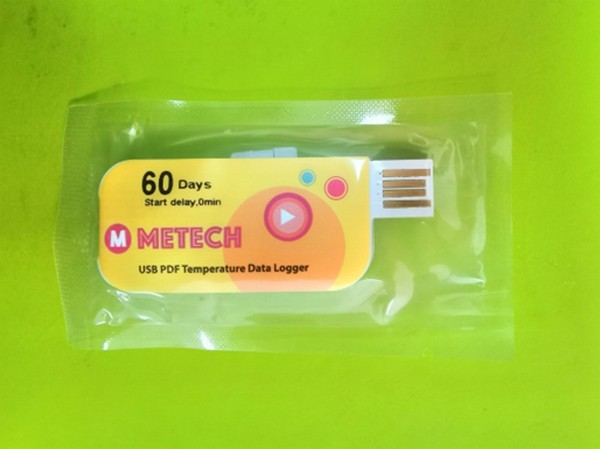 60 Days
Start delay,0min
M METECH
USB PDF Temperature Data Logger